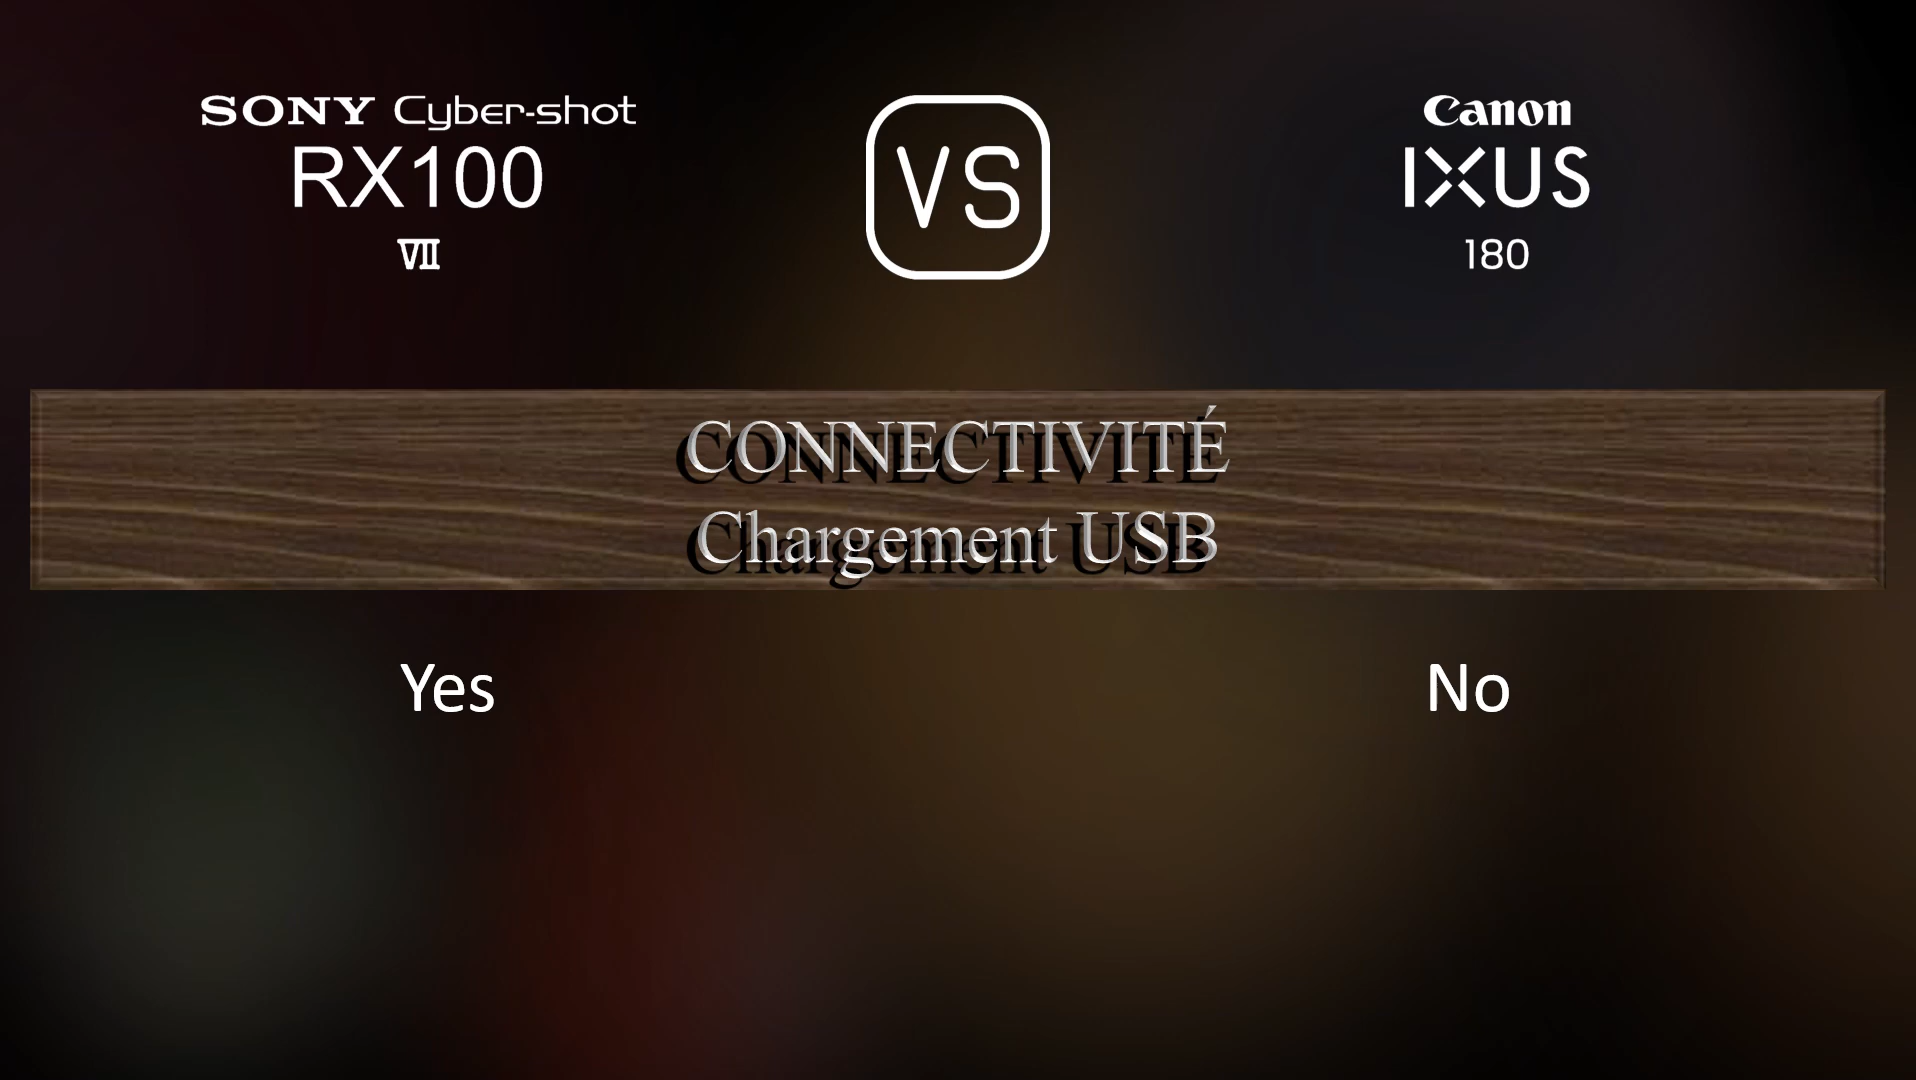 SONY Cyber-shot
RX100
VII
VS
Canon
IXUS
180
CONNECTIVITÉ
Chargement USB
Yes
No